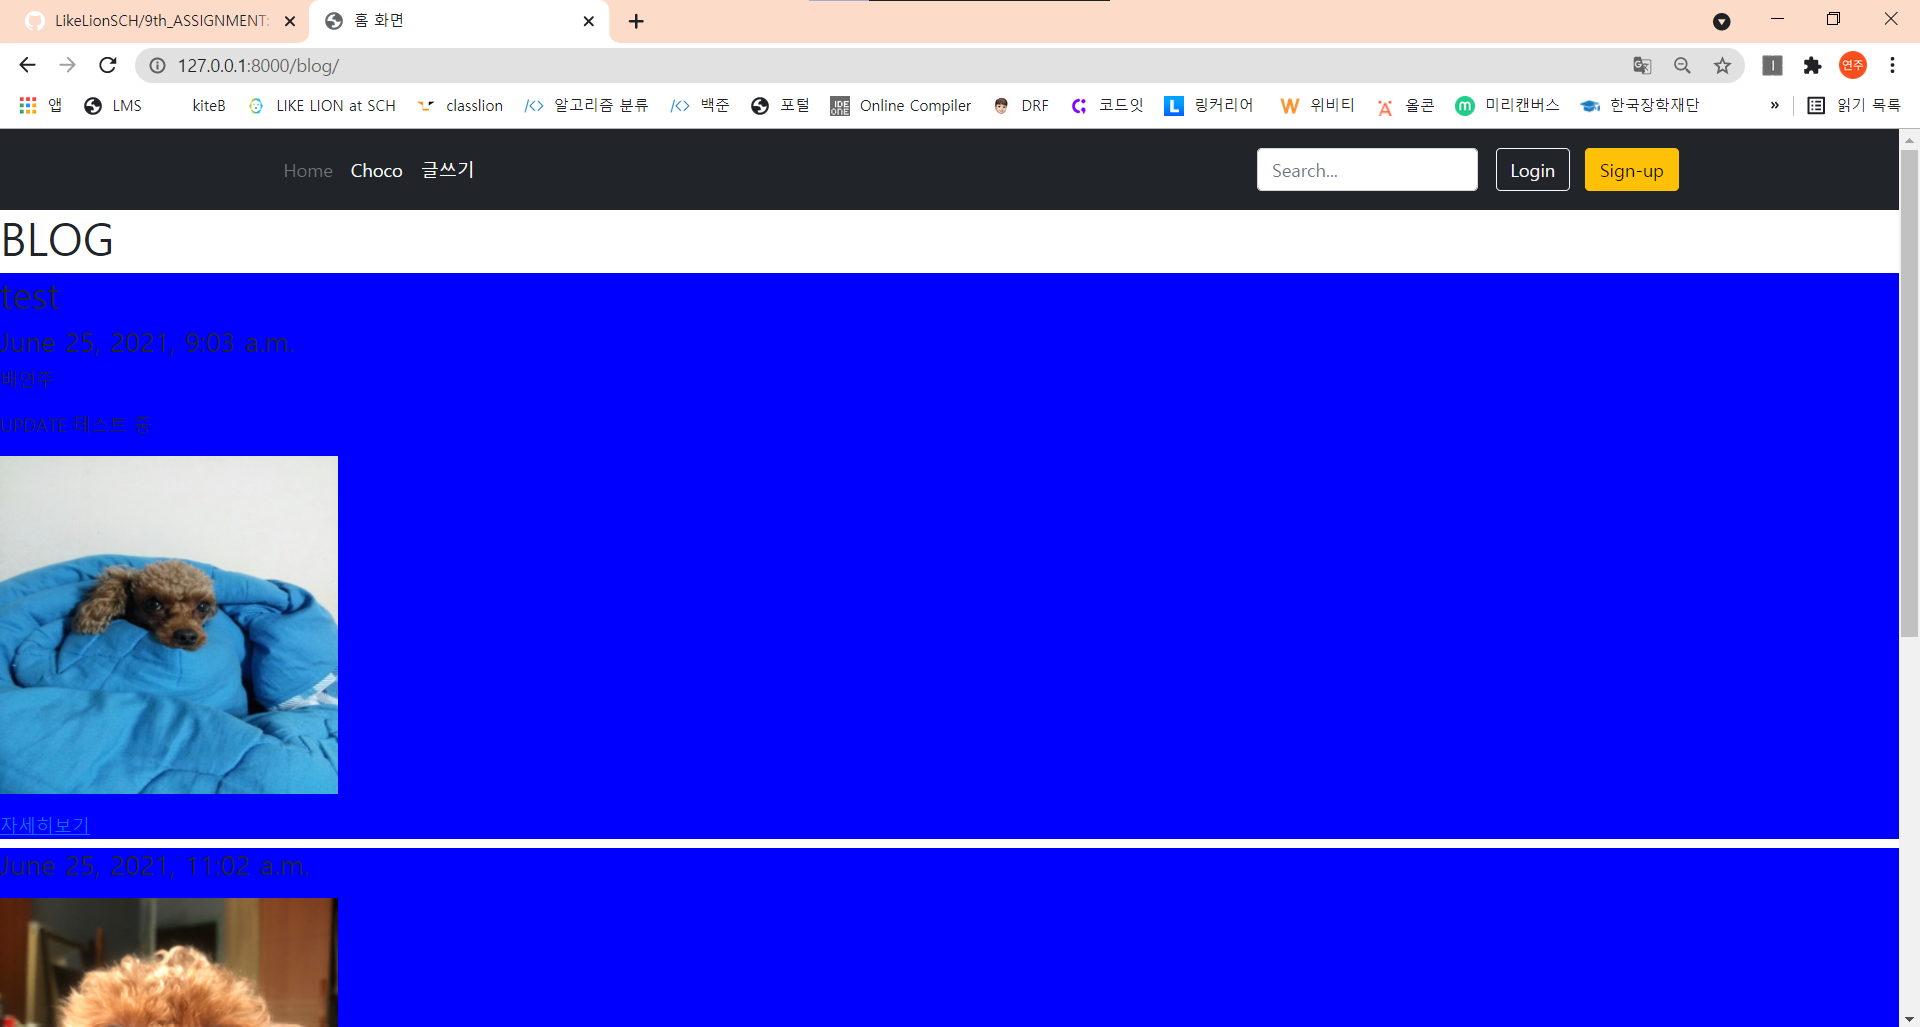 LikeLionSCH/9th_ASSIGNMENT:
홈 화면
127.0.0.1:8000/blog/
연주
앱 LMS kiteB LIKE LION at SCH classlion 알고리즘 분류 백준 포털 Online Compiler DRF 코드잇 링커리어 위비티 올콘 미리캔버스 한국장학재단 » 읽기 목록
Home Choco 글쓰기 Search... Login Sign-up
BLOG
test
June 25, 2021, 9:03 a.m.
배연주
UPDATE 테스트 중
자세히보기
June 25, 2021, 11:02 a.m.